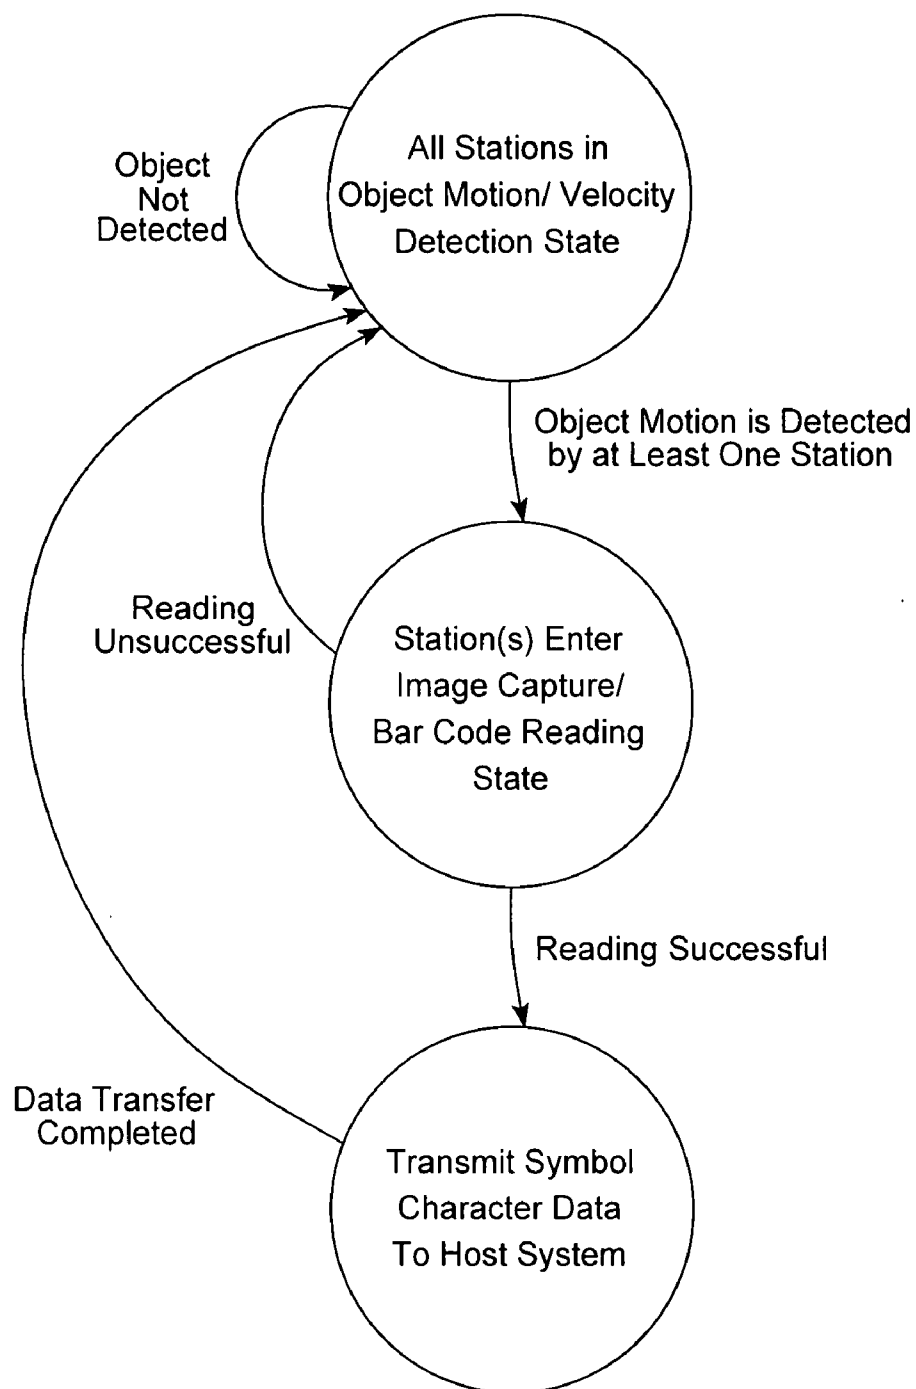 All Stations in
Object Motion/ Velocity
Detection State
Object
Not
Detected
Object Motion is Detected
by at Least One Station
Reading
Unsuccessful
Station(s) Enter
Image Capture/
Bar Code Reading
State
Reading Successful
Data Transfer
Completed
Transmit Symbol
Character Data
To Host System